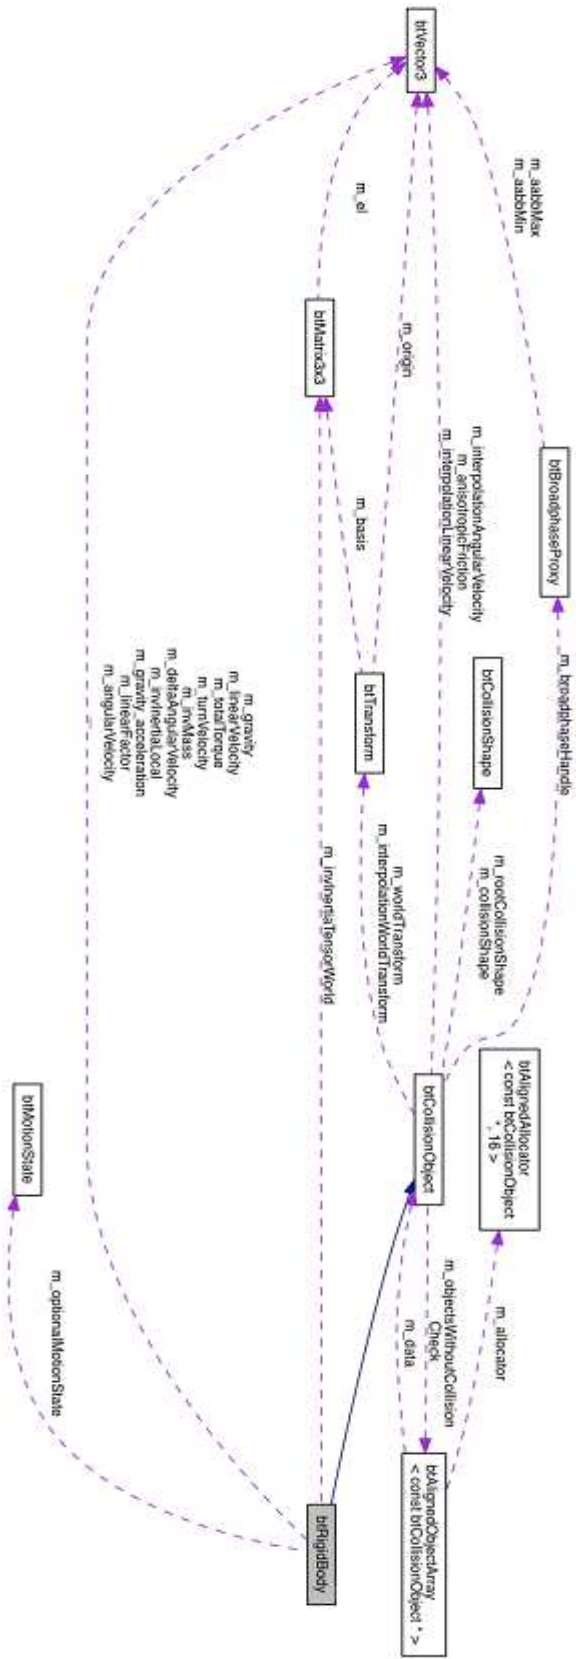 btVector3
m_aabbMax
m_aabbMin
m_el
m_origin
btMatrix3x3
m_interpolationAngularVelocity
m_anisotropicFriction
m_interpolationLinearVelocity
btBroadphaseProxy
m_basis
m_broadphaseHandle
btCollisionShape
btTransform
m_gravity
m_linearVelocity
m_totalTorque
m_turnVelocity
m_invMass
m_deltaAngularVelocity
m_invInertiaLocal
m_gravity_acceleration
m_linearFactor
m_angularVelocity
m_rootCollisionShape
m_collisionShape
m_worldTransform
m_interpolationWorldTransform
m_invInertiaTensorWorld
btAlignedAllocator
< const btCollisionObject
*, 16 >
btCollisionObject
btMotionState
m_allocator
m_objectsWithoutCollision
Check
m_data
m_optionalMotionState
btAlignedObjectArray
< const btCollisionObject * >
btRigidBody